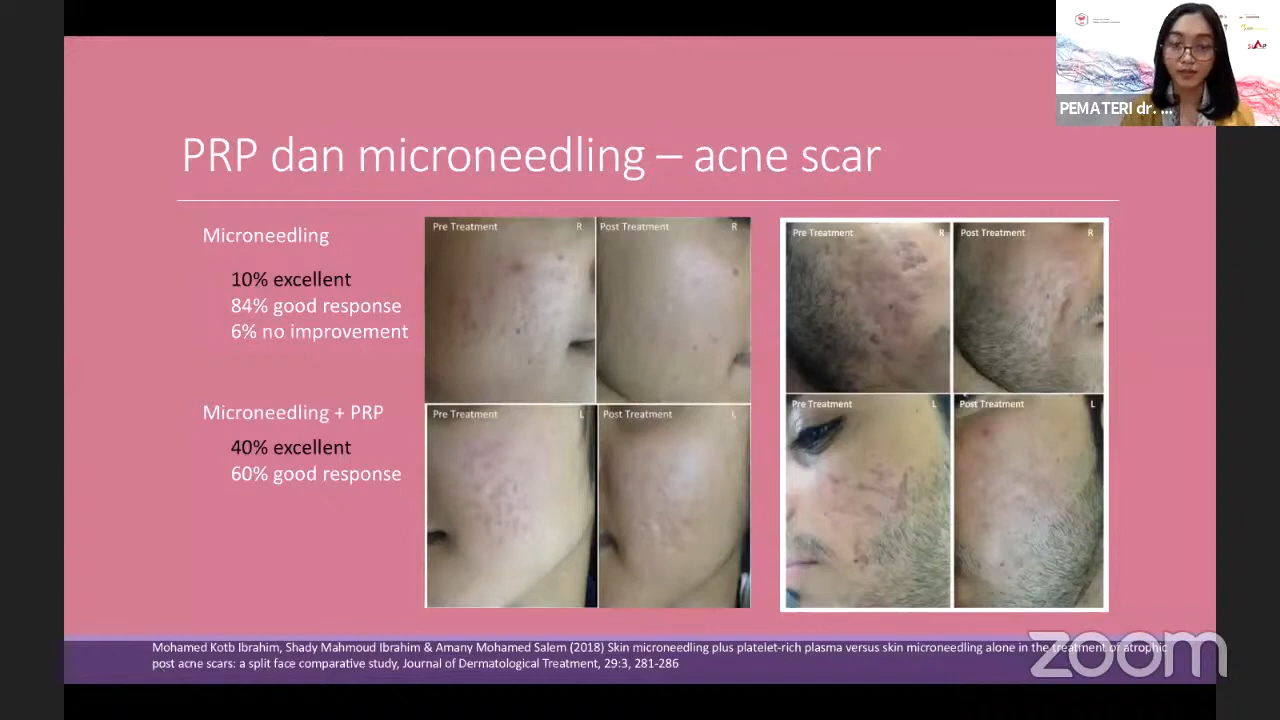 PEMATERI dr. ...
PRP dan microneedling – acne scar
Microneedling
10% excellent
84% good response
6% no improvement
Microneedling + PRP
40% excellent
60% good response
Pre Treatment R
Post Treatment R
Pre Treatment L
Post Treatment L
Pre Treatment R
Post Treatment R
Pre Treatment L
Post Treatment L
Mohamed Kotb Ibrahim, Shady Mahmoud Ibrahim & Amany Mohamed Salem (2018) Skin microneedling plus platelet-rich plasma versus skin microneedling alone in the treatment of atrophic
post acne scars: a split face comparative study, Journal of Dermatological Treatment, 29:3, 281-286
zoom